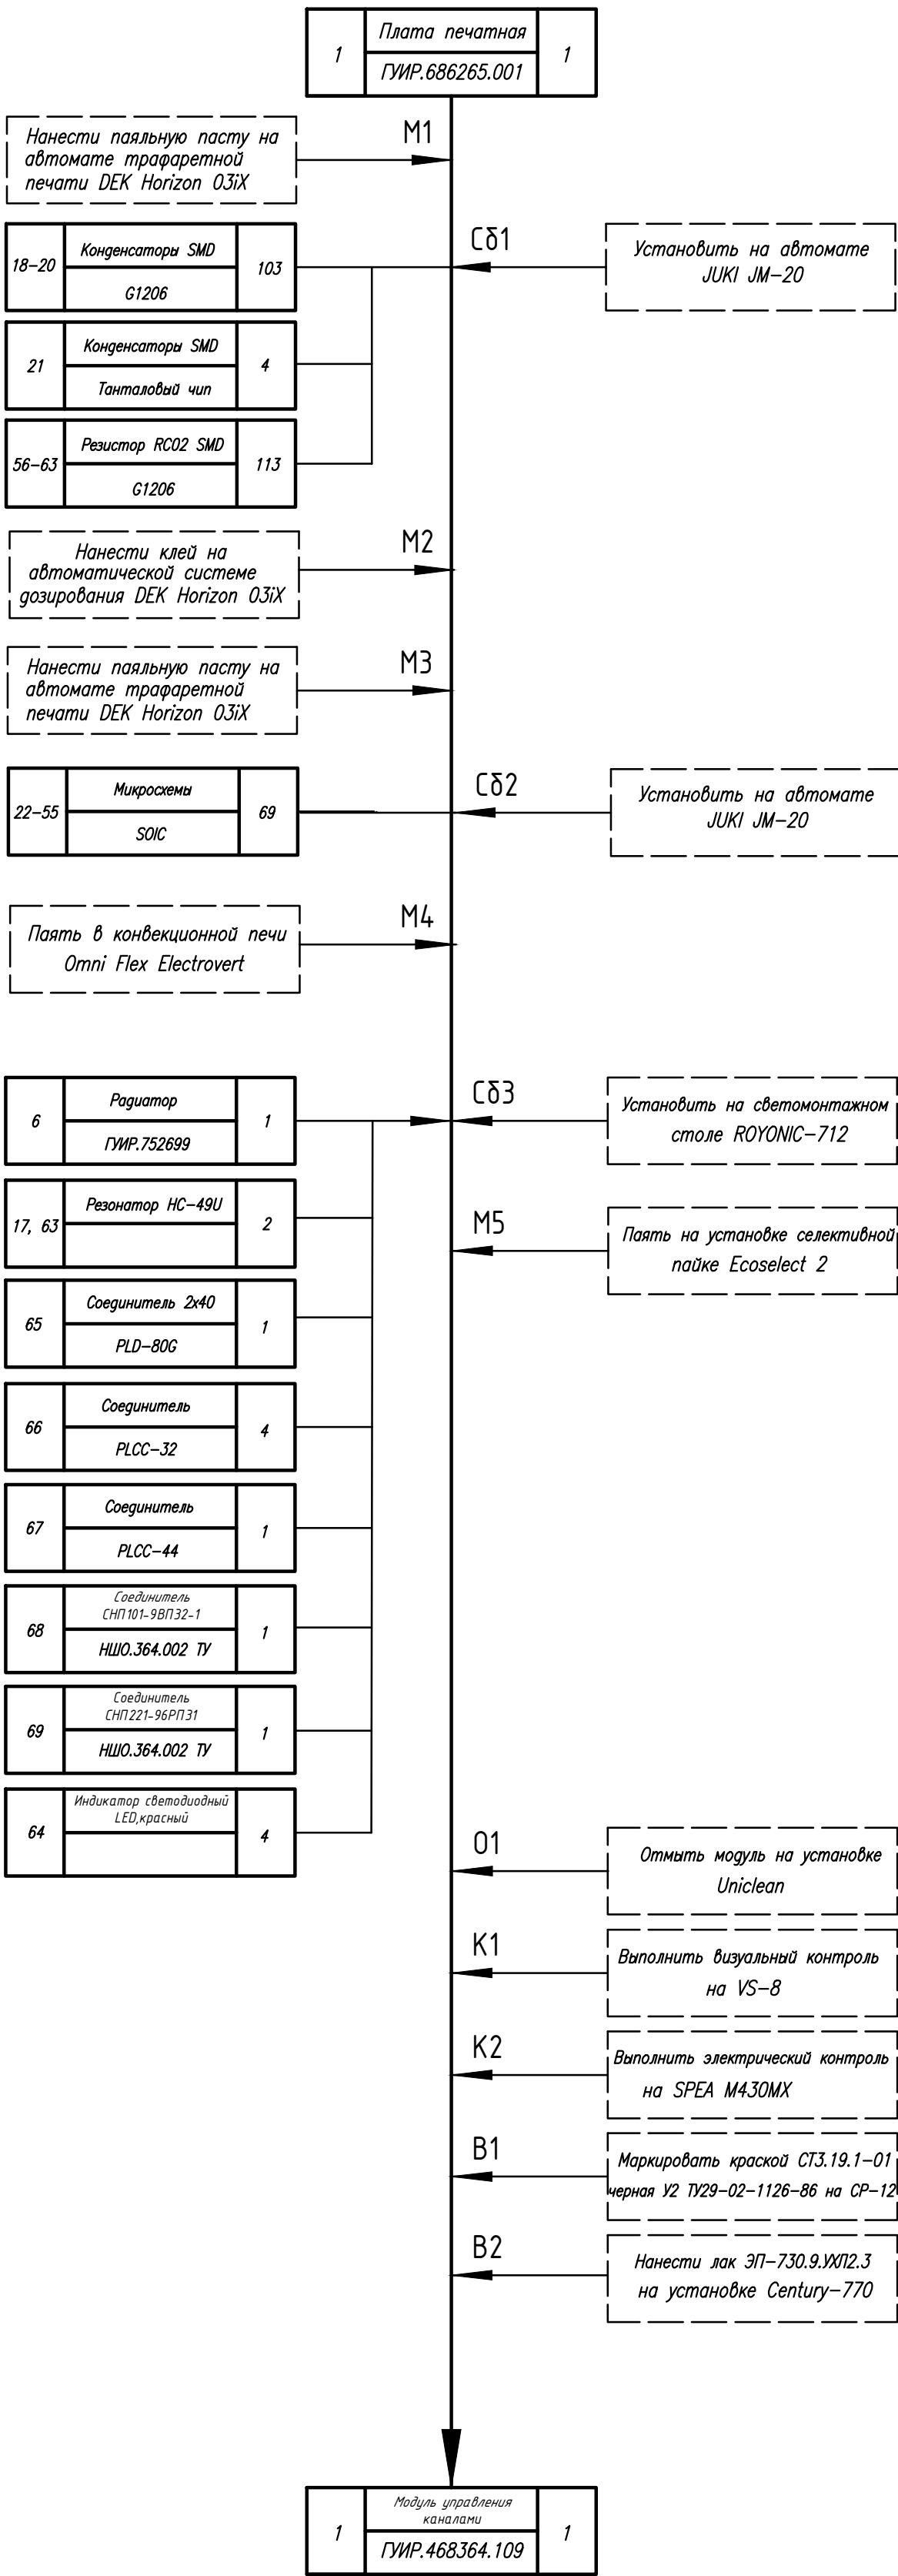 1
Плата печатная
ГУИР.686265.001
1
М1
Нанести паяльную пасту на
автомате трафаретной
печати DEK Horizon 03iX
18-20
Конденсаторы SMD
G1206
103
Сб1
Установить на автомате
JUKI JM-20
21
Конденсаторы SMD
Танталовый чип
4
56-63
Резистор RC02 SMD
G1206
113
М2
Нанести клей на
автоматической системе
дозирования DEK Horizon 03iX
М3
Нанести паяльную пасту на
автомате трафаретной
печати DEK Horizon 03iX
22-55
Микросхемы
SOIC
69
Сб2
Установить на автомате
JUKI JM-20
М4
Паять в конвекционной печи
Omni Flex Electrovert
6
Радиатор
ГУИР.752699
1
Сб3
Установить на светомонтажном
столе ROYONIC-712
17, 63
Резонатор НС-49U
2
М5
Паять на установке селективной
пайке Ecoselect 2
65
Соединитель 2х40
PLD-80G
1
66
Соединитель
PLCC-32
4
67
Соединитель
PLCC-44
1
68
Соединитель
СНП101-9ВП32-1
НШО.364.002 ТУ
1
69
Соединитель
СНП221-96РП31
НШО.364.002 ТУ
1
64
Индикатор светодиодный
LED,красный
4
О1
Отмыть модуль на установке
Uniclean
К1
Выполнить визуальный контроль
на VS-8
К2
Выполнить электрический контроль
на SPEA M430MX
В1
Маркировать краской СТ3.19.1-01
черная У2 ТУ29-02-1126-86 на СР-12
В2
Нанести лак ЭП-730.9.УХЛ2.3
на установке Century-770
1
Модуль управления
каналами
ГУИР.468364.109
1